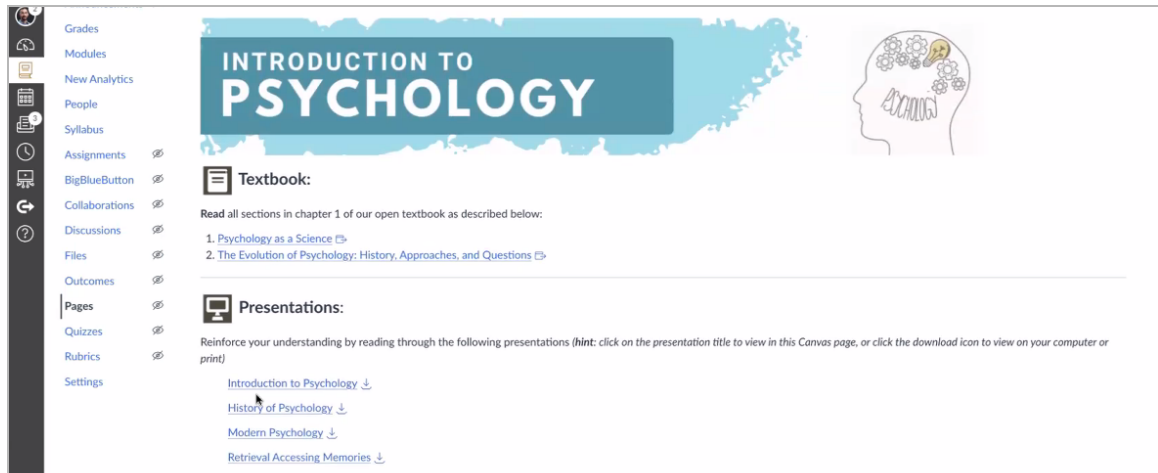 2
Grades
Modules
New Analytics
People
Syllabus
Assignments
BigBlueButton
Collaborations
Discussions
Files
Outcomes
Pages
Quizzes
Rubrics
Settings
3
INTRODUCTION TO
PSYCHOLOGY
PSYCHOLOGY
Textbook:
Read all sections in chapter 1 of our open textbook as described below:
1. Psychology as a Science
2. The Evolution of Psychology: History, Approaches, and Questions
Presentations:
Reinforce your understanding by reading through the following presentations (hint: click on the presentation title to view in this Canvas page, or click the download icon to view on your computer or
print)
Introduction to Psychology
History of Psychology
Modern Psychology
Retrieval Accessing Memories